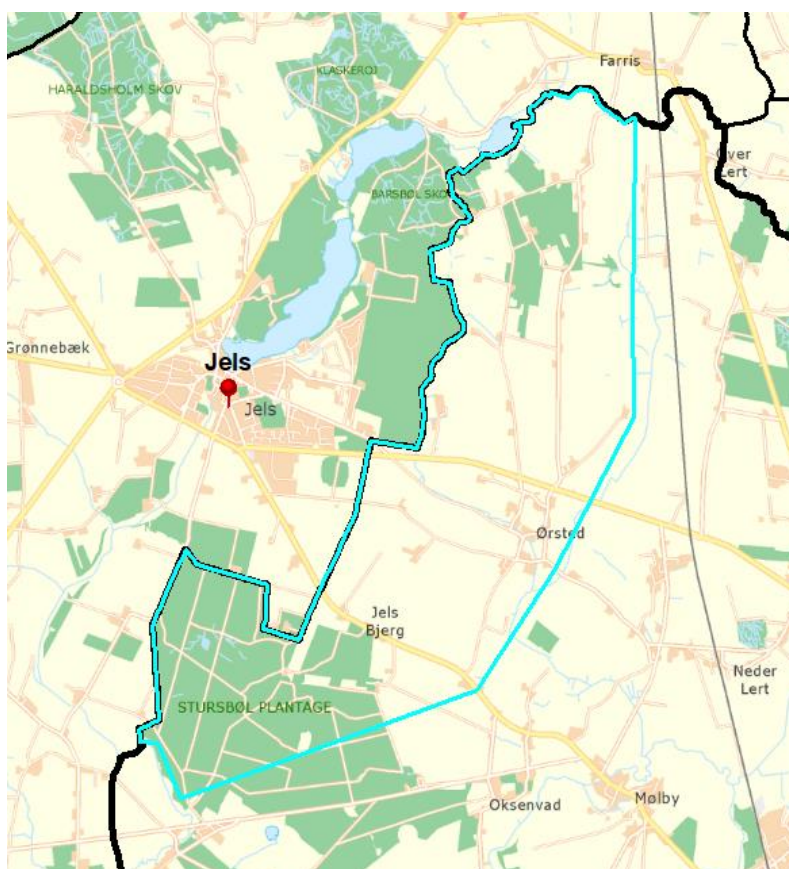 Farris
KLASKERØJ
HARALDSHOLM SKOV
Over
Lert
BARSBØL SKOV
Grønnebæk
Jels
Jels
Ørsted
Jels
Bjerg
Neder
Lert
STURSBØL PLANTAGE
Oksenvad
Mølby